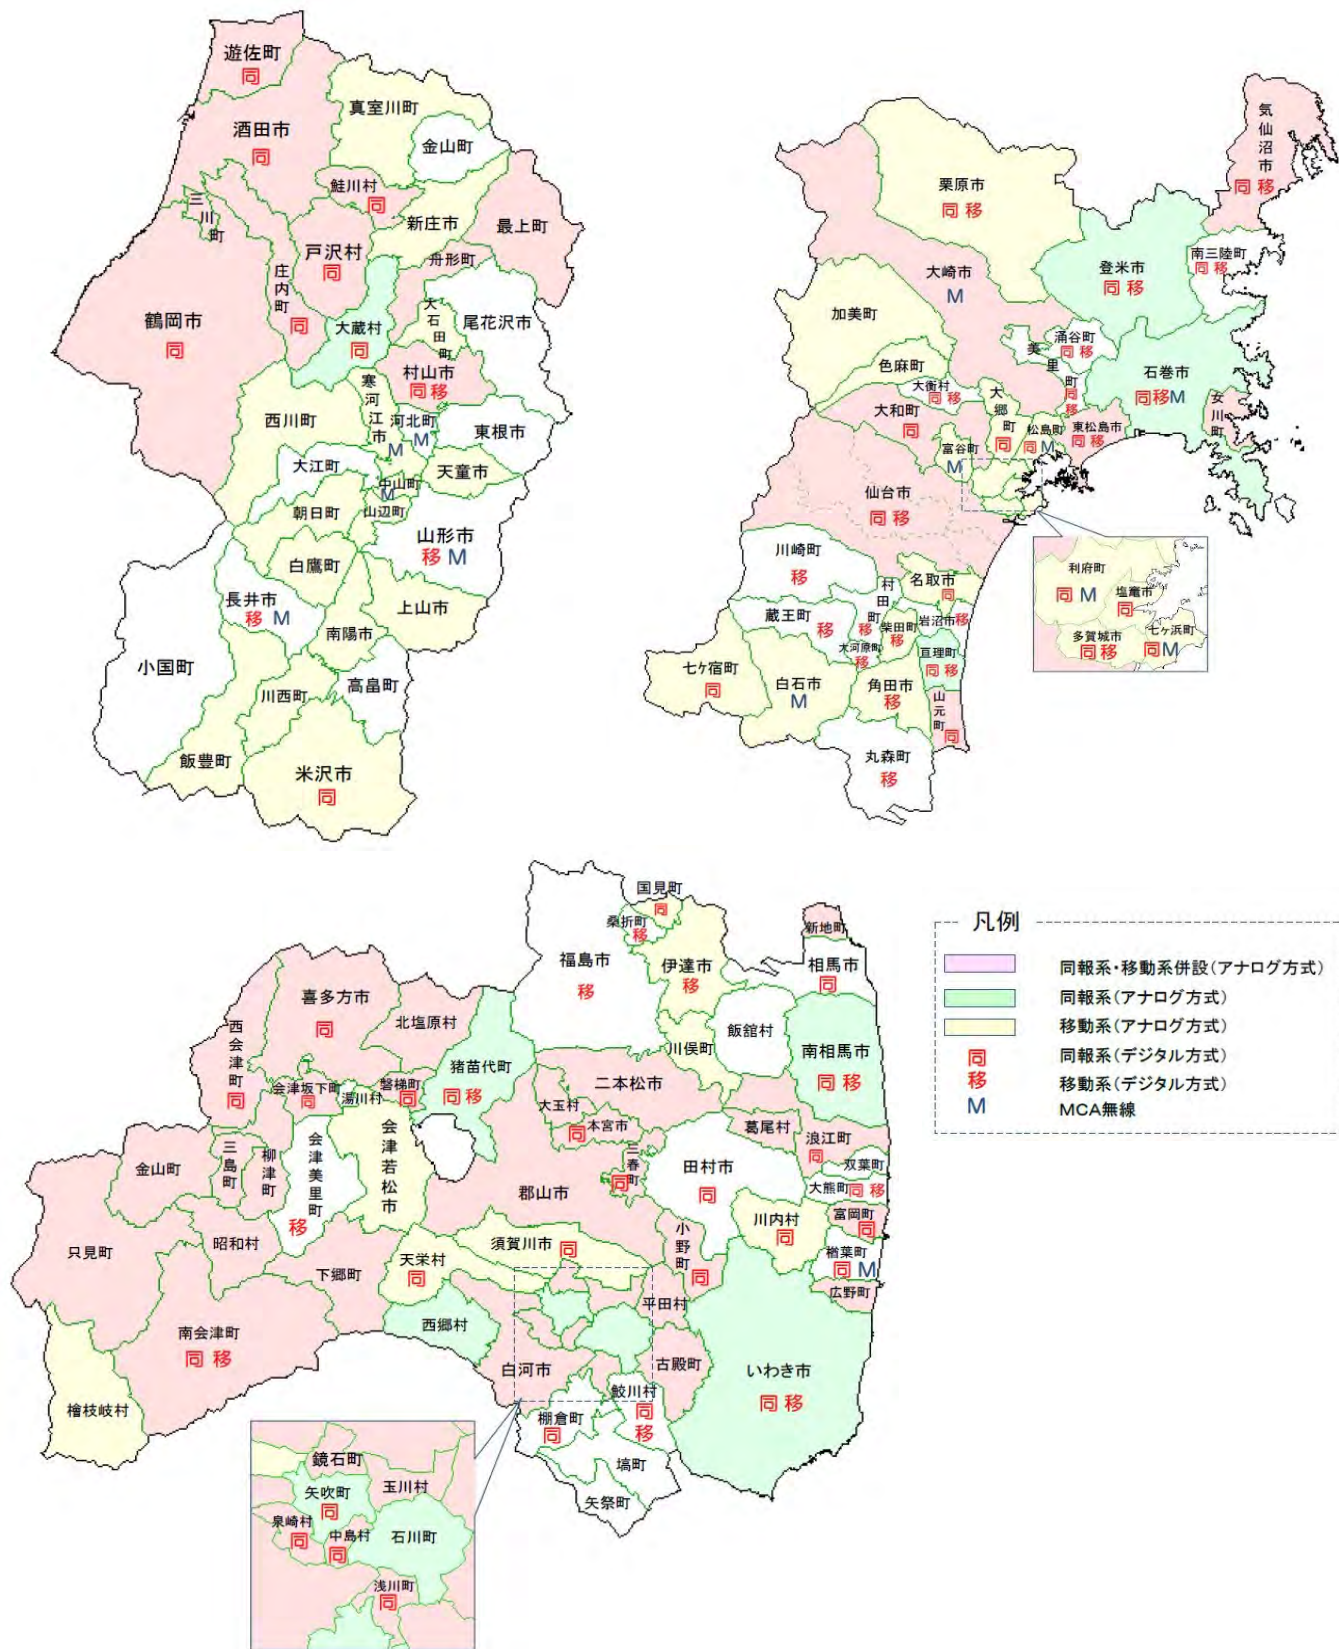 遊佐町
同
真室川町
酒田市
同
金山町
鮭川村
同
三川町
新庄市
最上町
戸沢村
同
舟形町
庄内町
同
鶴岡市
同
大蔵村
同
大石田町
尾花沢市
村山市
同移
寒河江市
M
西川町
河北町
M
東根市
大江町
中山町
M
天童市
朝日町
山辺町
山形市
移 M
白鷹町
長井市
移 M
上山市
南陽市
小国町
川西町
高畠町
飯豊町
米沢市
同
気仙沼市
同 移
栗原市
同 移
登米市
同 移
南三陸町
同 移
大崎市
M
加美町
涌谷町
同 移
美里町
同
移
色麻町
大衡村
同 移
石巻市
同移M
大和町
同
大郷町
同
松島町
同 M
東松島市
同 移
女川町
富谷町
M
仙台市
同 移
川崎町
移
村田町
移
名取市
同
蔵王町
移
柴田町
移
岩沼市
移
大河原町
移
亘理町
同 移
七ケ宿町
同
白石市
M
角田市
移
山元町
同
丸森町
移
利府町
同 M
塩竈市
同
多賀城市
同 移
七ヶ浜町
同M
国見町
同
桑折町
移
新地町
福島市
移
伊達市
移
相馬市
同
喜多方市
同
北塩原村
飯舘村
西会津町
同
川俣町
南相馬市
同 移
猪苗代町
同 移
会津坂下町
同
湯川村
磐梯町
同
二本松市
大玉村
本宮市
同
葛尾村
浪江町
同
双葉町
会津若松市
三春町
同
金山町
三島町
柳津町
会津美里町
移
田村市
同
大熊町
同 移
郡山市
川内村
同
富岡町
同
只見町
昭和村
須賀川市
同
小野町
同
楢葉町
同 M
下郷町
天栄村
同
広野町
平田村
南会津町
同 移
西郷村
白河市
古殿町
いわき市
同 移
檜枝岐村
鮫川村
同
移
棚倉町
同
塙町
矢祭町
鏡石町
玉川村
矢吹町
同
泉崎村
同
中島村
同
石川町
浅川町
同
凡例
同報系・移動系併設(アナログ方式)
同報系(アナログ方式)
移動系(アナログ方式)
同 同報系(デジタル方式)
移 移動系(デジタル方式)
M MCA無線